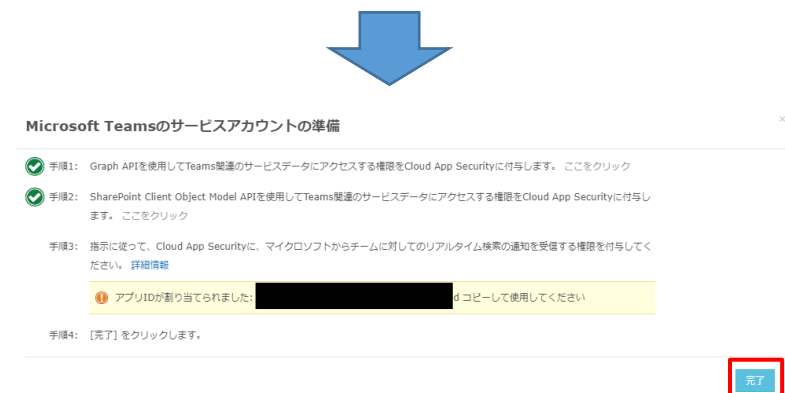 Microsoft Teamsのサービスアカウントの準備
×
手順1: Graph APIを使用してTeams関連のサービスデータにアクセスする権限をCloud App Securityに付与します。 ここをクリック
手順2: SharePoint Client Object Model APIを使用してTeams関連のサービスデータにアクセスする権限をCloud App Securityに付与し
ます。 ここをクリック
手順3: 指示に従って、Cloud App Securityに、マイクロソフトからチームに対してのリアルタイム検索の通知を受信する権限を付与してく
ださい。 詳細情報
アプリIDが割り当てられました: d コピーして使用してください
手順4: [完了] をクリックします。
完了